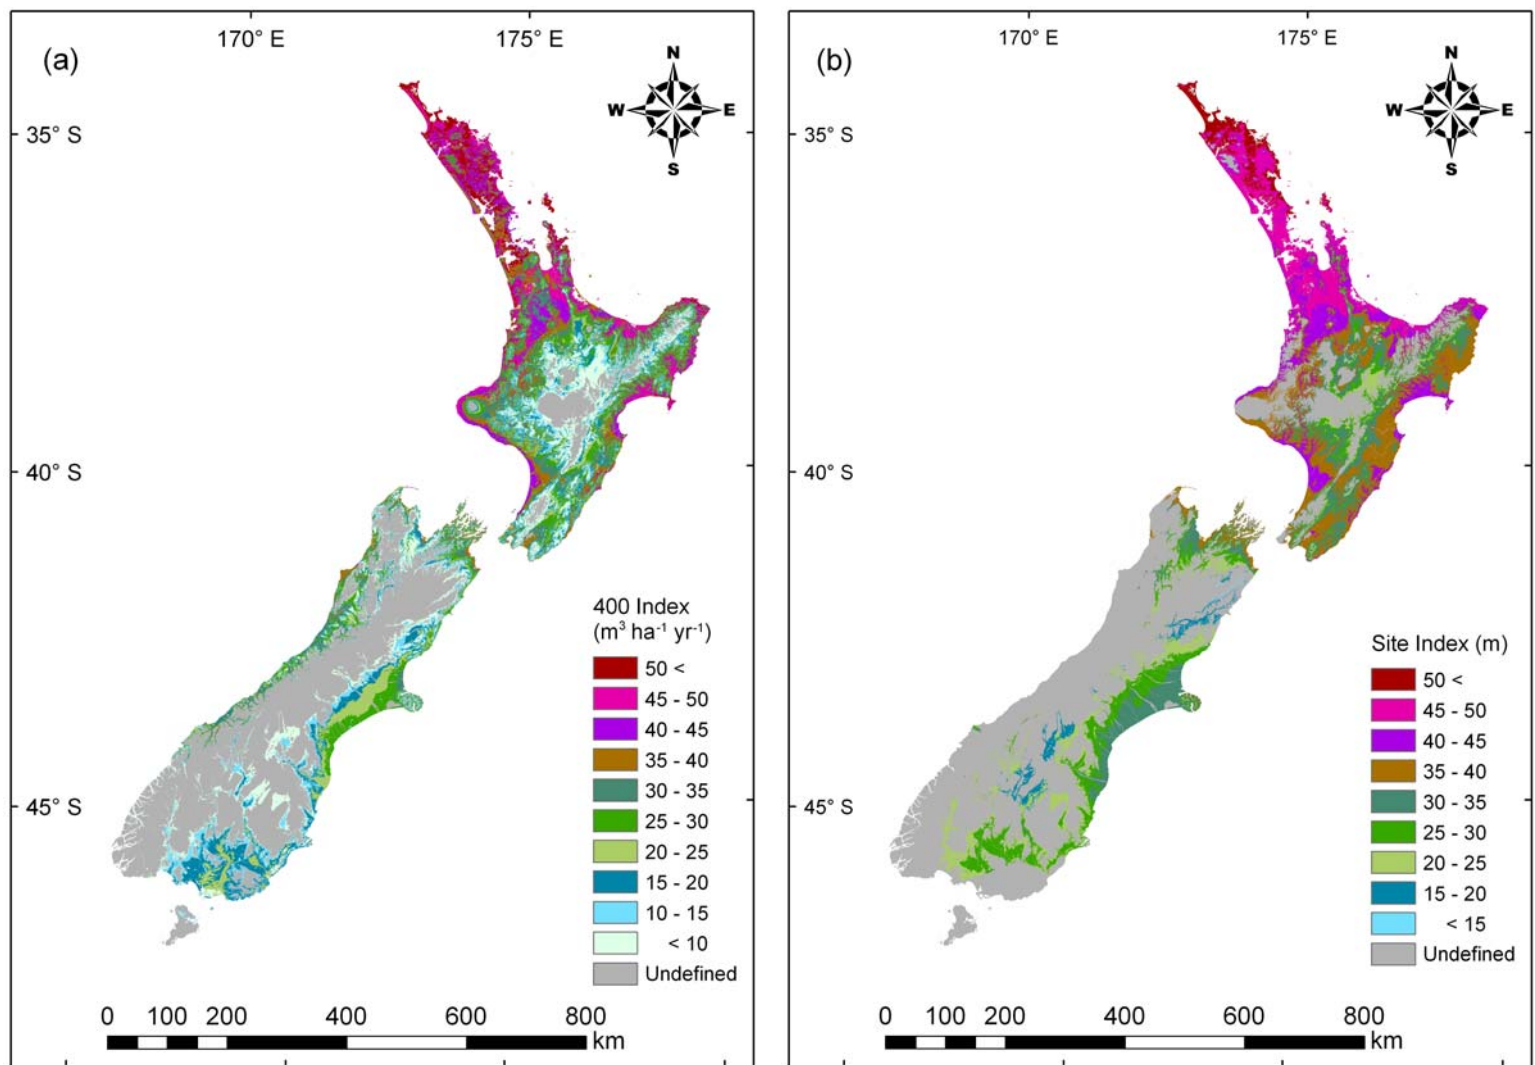 (a)
170° E
175° E
N
W
E
S
35° S
40° S
45° S
400 Index
(m³ ha⁻¹ yr⁻¹)
50 <
45 - 50
40 - 45
35 - 40
30 - 35
25 - 30
20 - 25
15 - 20
10 - 15
< 10
Undefined
0 100 200 400 600 800 km
(b)
170° E
175° E
N
W
E
S
35° S
40° S
45° S
Site Index (m)
50 <
45 - 50
40 - 45
35 - 40
30 - 35
25 - 30
20 - 25
15 - 20
< 15
Undefined
0 100 200 400 600 800 km